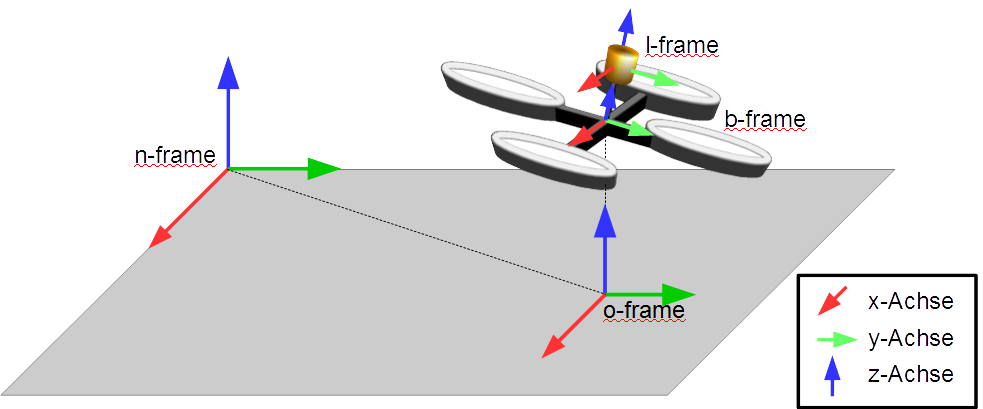 l-frame
b-frame
n-frame
o-frame
x-Achse
y-Achse
z-Achse